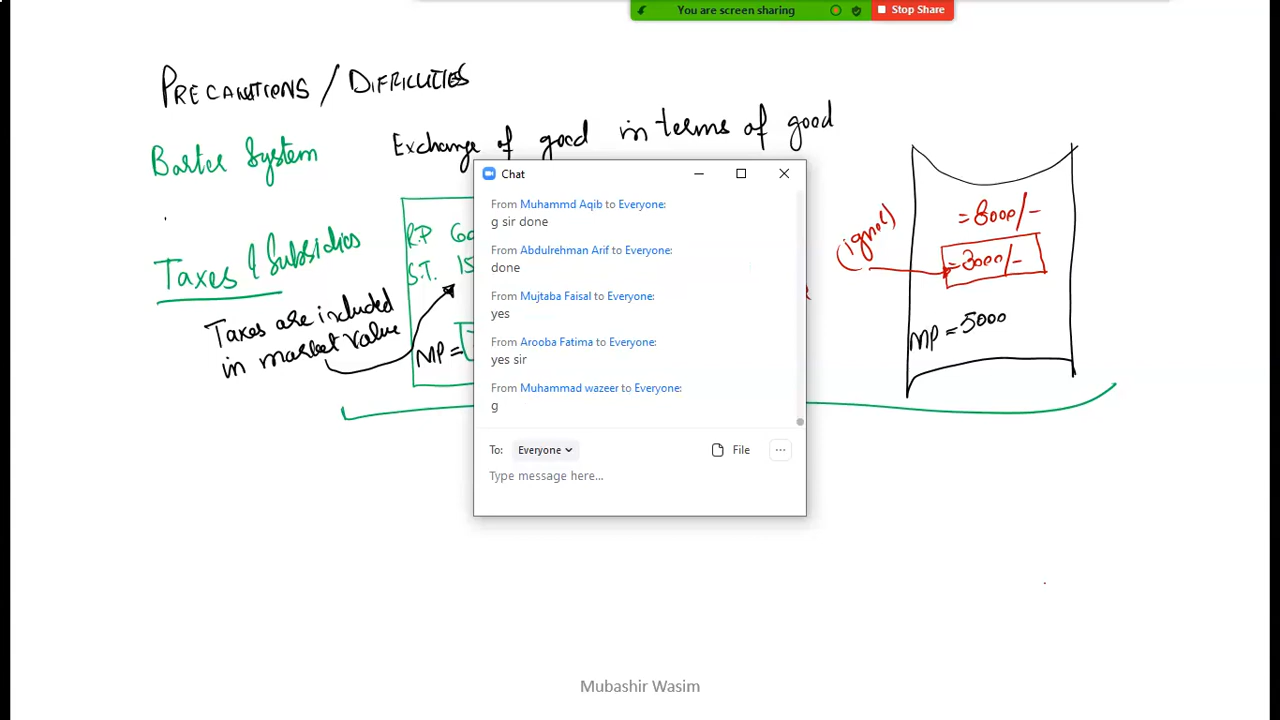 You are screen sharing
Stop Share
PRECAUTIONS / DIFFICULTIES
Barter System
Exchange of good in terms of good
Taxes & Subsidies
Taxes are included
in market value
R.P
S.T. 15
MP =
(ignore)
= 8000/-
= 3000/-
MP = 5000
Chat
From Muhammd Aqib to Everyone:
g sir done
From Abdulrehman Arif to Everyone:
done
From Mujtaba Faisal to Everyone:
yes
From Arooba Fatima to Everyone:
yes sir
From Muhammad wazeer to Everyone:
g
To: Everyone
File
Type message here...
Mubashir Wasim